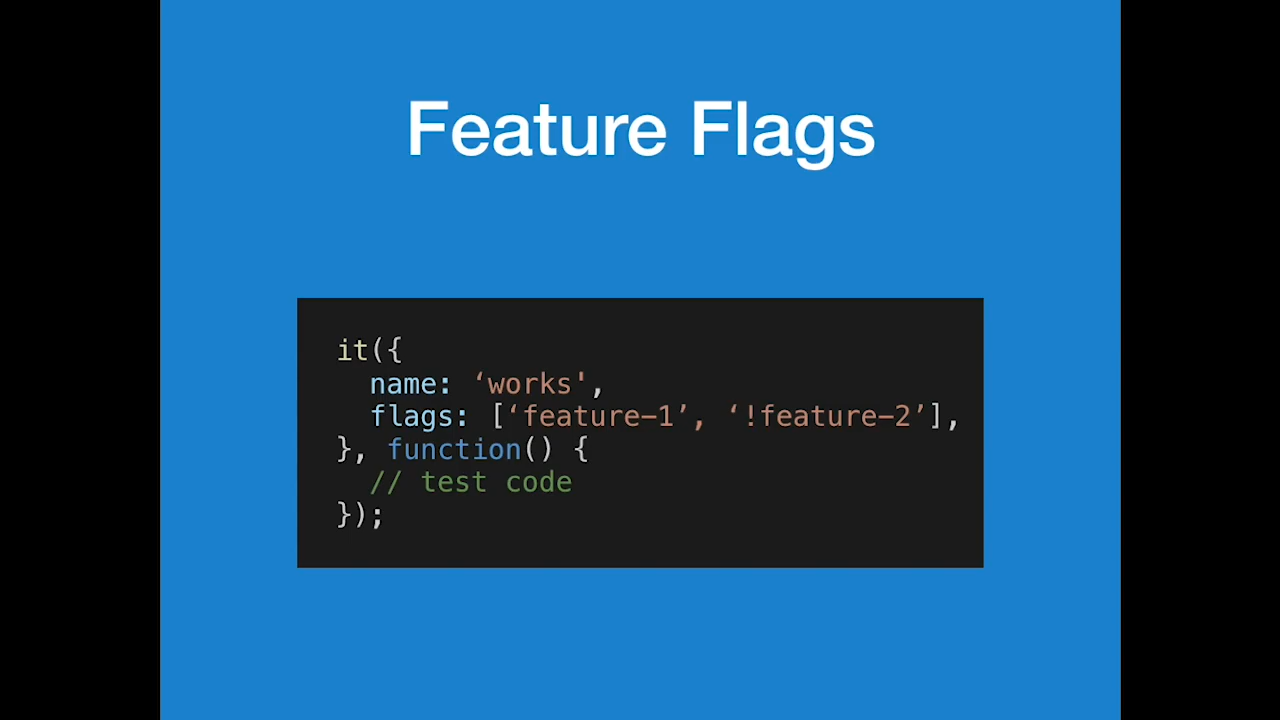 Feature Flags
it({
  name: ‘works',
  flags: [‘feature-1’, ‘!feature-2’],
}, function() {
  // test code
});